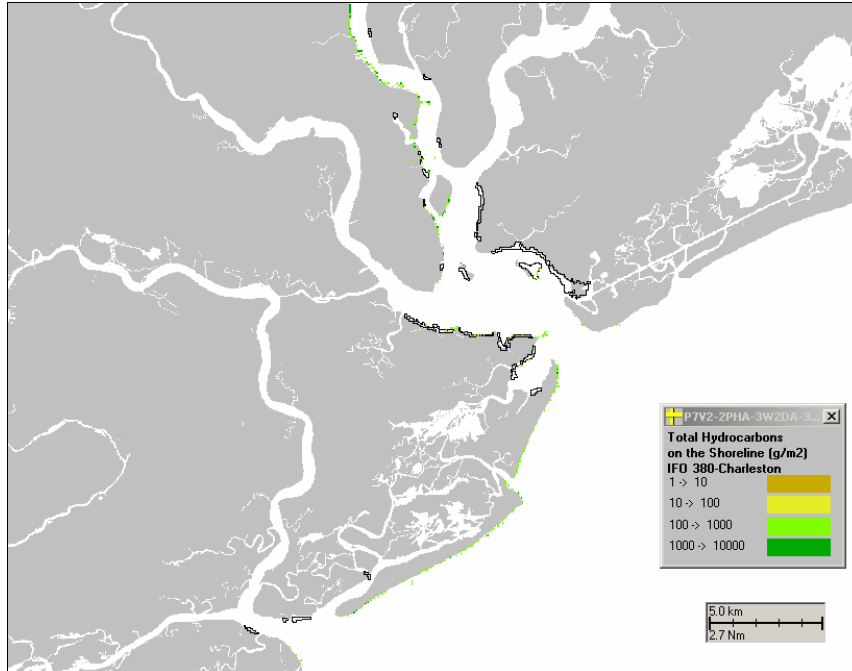 P7V2-2PHA-3W2DA-3...
Total Hydrocarbons
on the Shoreline (g/m2)
IFO 380-Charleston
1 -> 10
10 -> 100
100 -> 1000
1000 -> 10000
5.0 km
2.7 Nm